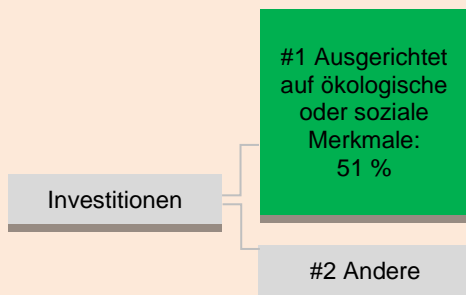 #1 Ausgerichtet
auf ökologische
oder soziale
Merkmale:
51 %
Investitionen
#2 Andere